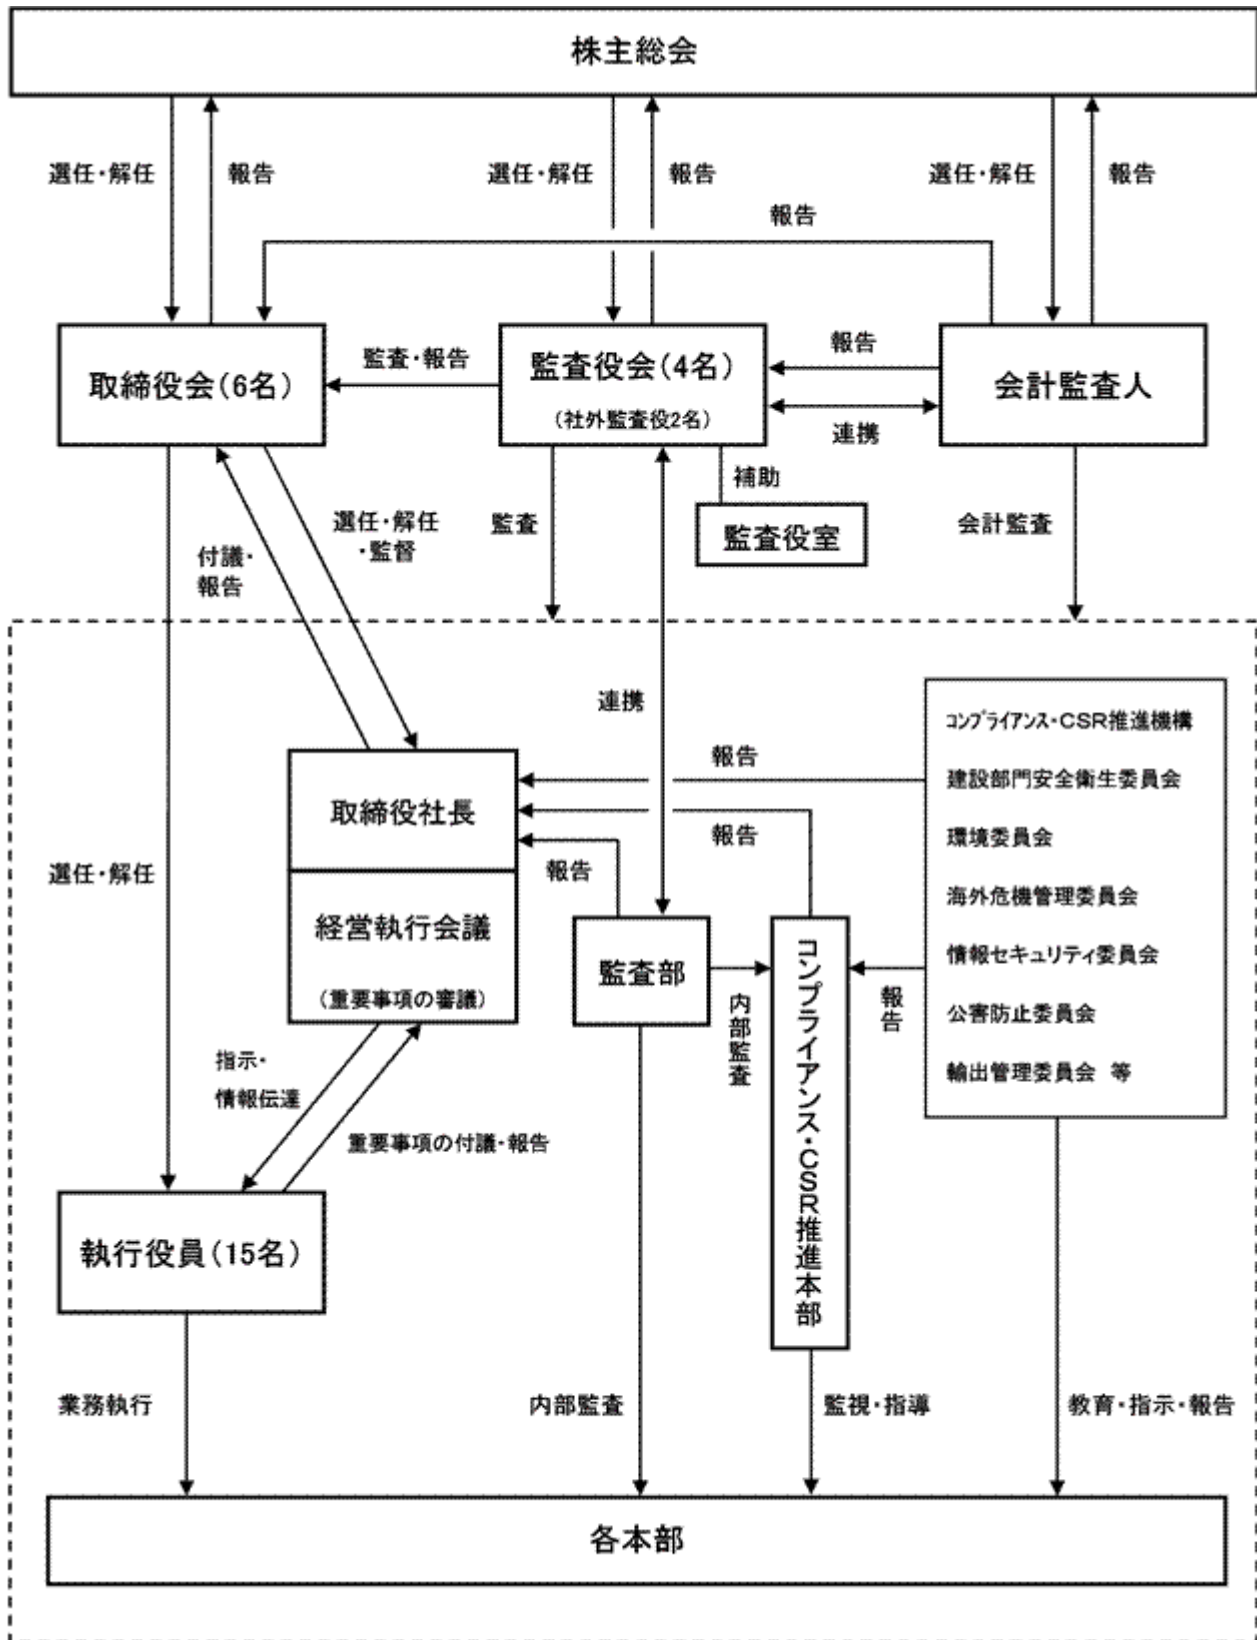 株主総会
選任・解任
報告
選任・解任
報告
選任・解任
報告
報告
取締役会(6名)
監査・報告
監査役会(4名)
(社外監査役2名)
報告
連携
会計監査人
補助
監査役室
選任・解任
・監督
付議・
報告
監査
会計監査
連携
コンプライアンス・CSR推進機構
建設部門安全衛生委員会
環境委員会
海外危機管理委員会
情報セキュリティ委員会
公害防止委員会
輸出管理委員会 等
報告
取締役社長
報告
報告
選任・解任
経営執行会議
(重要事項の審議)
監査部
内部監査
コンプライアンス・CSR推進本部
報告
指示・
情報伝達
重要事項の付議・報告
執行役員(15名)
業務執行
内部監査
監視・指導
教育・指示・報告
各本部